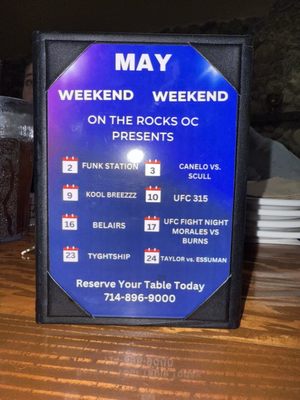 MAY
WEEKEND WEEKEND
ON THE ROCKS OC
PRESENTS
2 FUNK STATION 3 CANELO VS.
SCULL
9 KOOL BREEZZZ 10 UFC 315
16 BELAIRS 17 UFC FIGHT NIGHT
MORALES VS
BURNS
23 TYGHTSHIP 24 TAYLOR vs. ESSUMAN
Reserve Your Table Today
714-896-9000